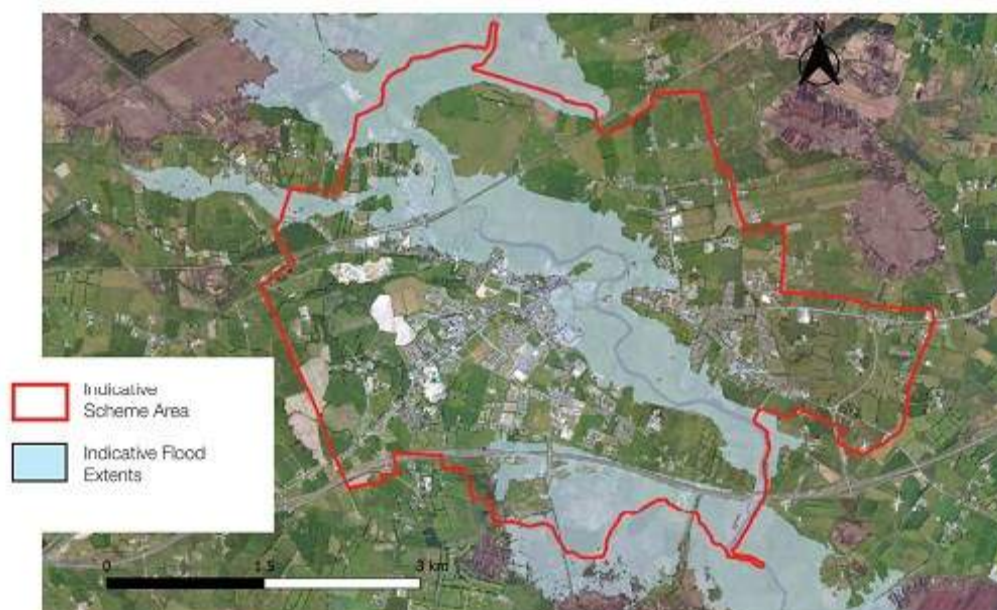 Indicative
Scheme Area
Indicative Flood
Extents
0 1.5 3 km